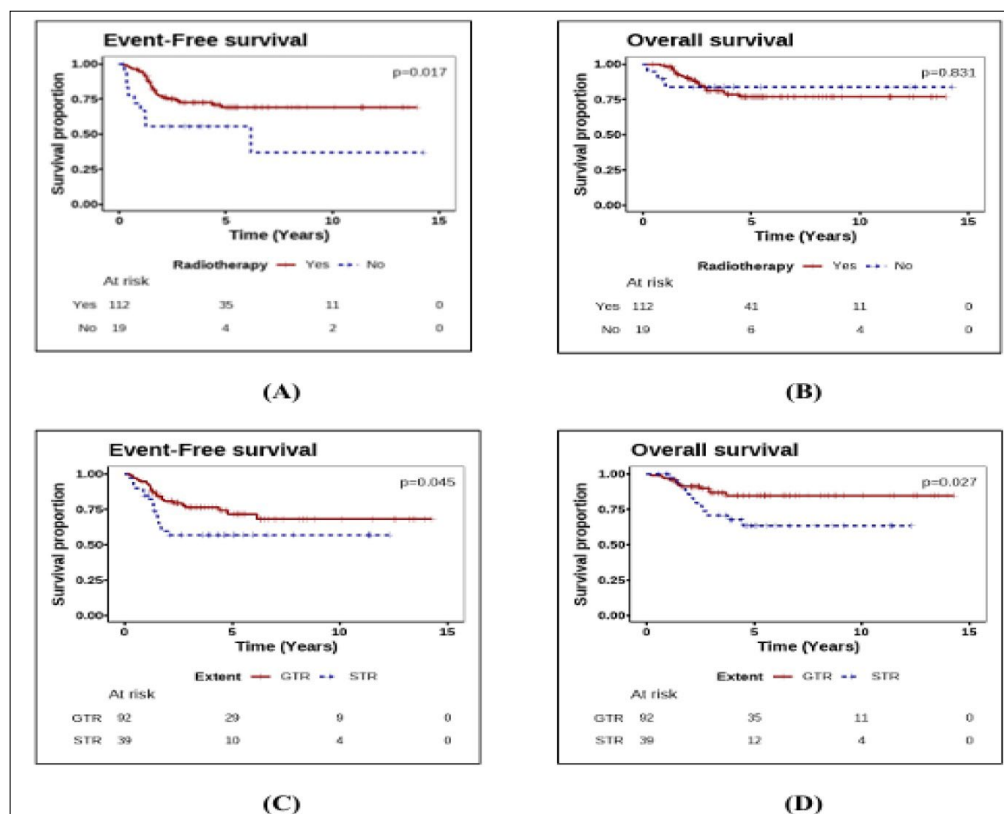 Event-Free survival
p=0.017
Survival proportion
1.00
0.75
0.50
0.25
0.00
0 5 10 15
Time (Years)
Radiotherapy Yes No
At risk
Yes 112 35 11 0
No 19 4 2 0
(A)
Overall survival
p=0.831
Survival proportion
1.00
0.75
0.50
0.25
0.00
0 5 10 15
Time (Years)
Radiotherapy Yes No
At risk
Yes 112 41 11 0
No 19 6 4 0
(B)
Event-Free survival
p=0.045
Survival proportion
1.00
0.75
0.50
0.25
0.00
0 5 10 15
Time (Years)
Extent GTR STR
At risk
GTR 92 29 9 0
STR 39 10 4 0
(C)
Overall survival
p=0.027
Survival proportion
1.00
0.75
0.50
0.25
0.00
0 5 10 15
Time (Years)
Extent GTR STR
At risk
GTR 92 35 11 0
STR 39 12 4 0
(D)